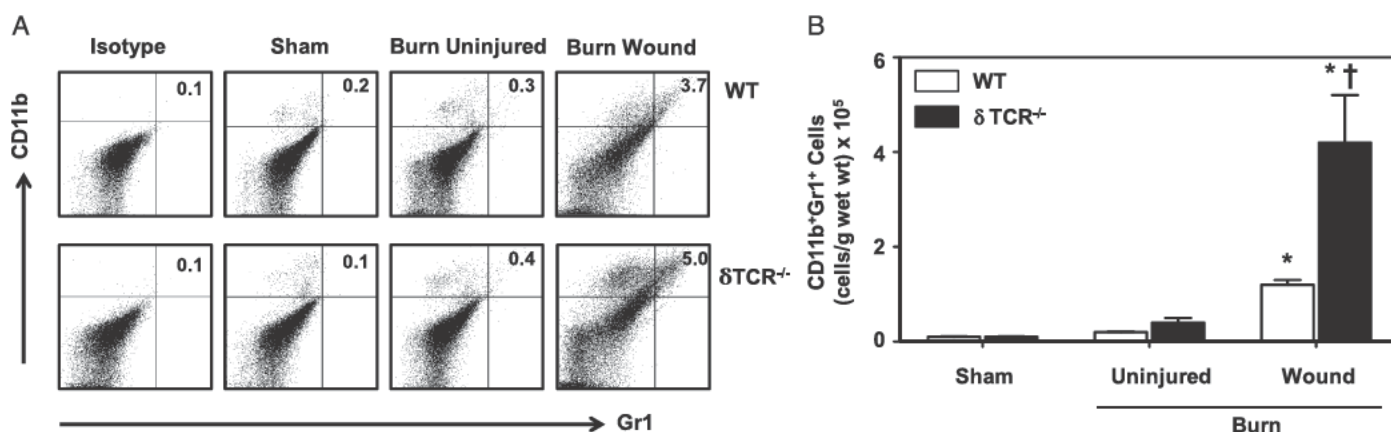 A
Isotype Sham Burn Uninjured Burn Wound
CD11b
0.1 0.2 0.3 3.7 WT
0.1 0.1 0.4 5.0 δTCR-/-
Gr1
B
CD11b+Gr1+ Cells
(cells/g wet wt) x 10⁵
6
4
2
0
WT
δ TCR-/-
*
* †
Sham Uninjured Wound
Burn